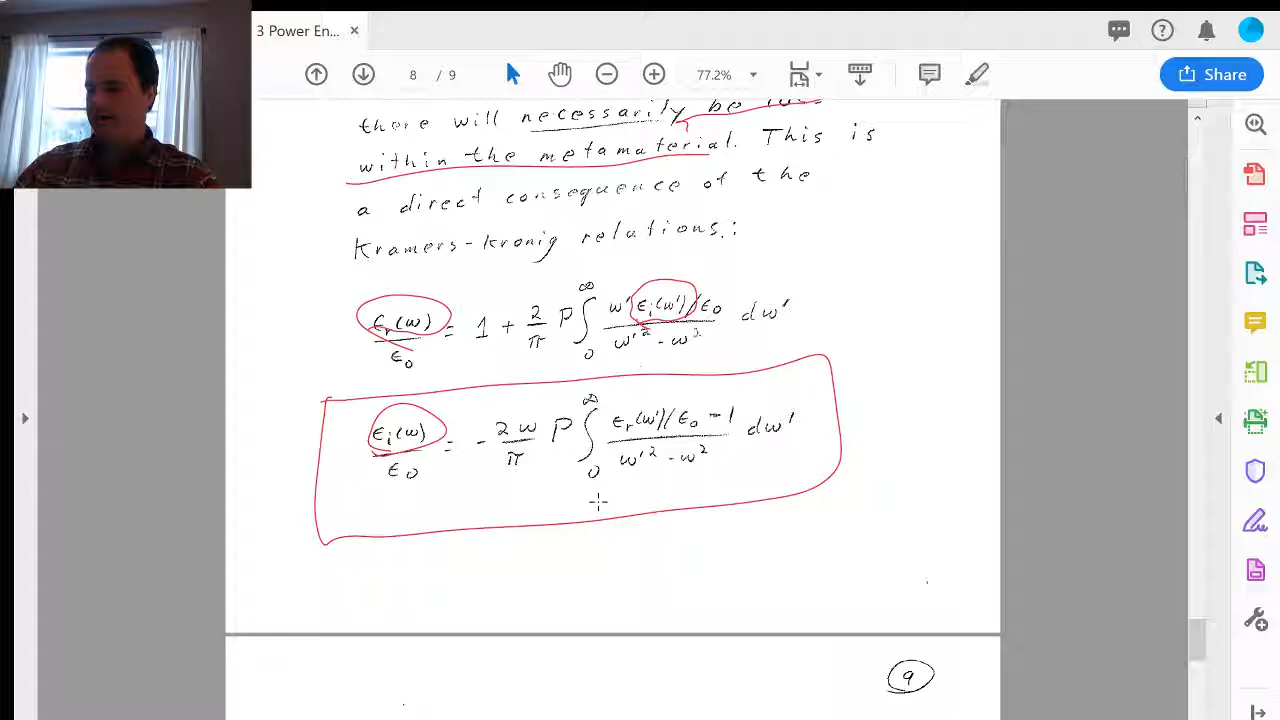 3 Power En...
8 / 9
77.2%
Share
there will necessarily be loss
within the metamaterial. This is
a direct consequence of the
Kramers-Kronig relations.:
ϵr(ω)/ϵ0 = 1 + 2/π P∫0^∞ ω'ϵi(ω')/ϵ0 / ω'² - ω² dω'
ϵi(ω)/ϵ0 = - 2ω/π P∫0^∞ ϵr(ω')/ϵ0 - 1 / ω'² - ω² dω'
9